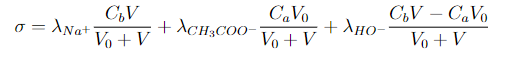 σ = λ_{Na⁺} \frac{C_b V}{V_0 + V} + λ_{CH_3COO⁻} \frac{C_a V_0}{V_0 + V} + λ_{HO⁻} \frac{C_b V − C_a V_0}{V_0 + V}